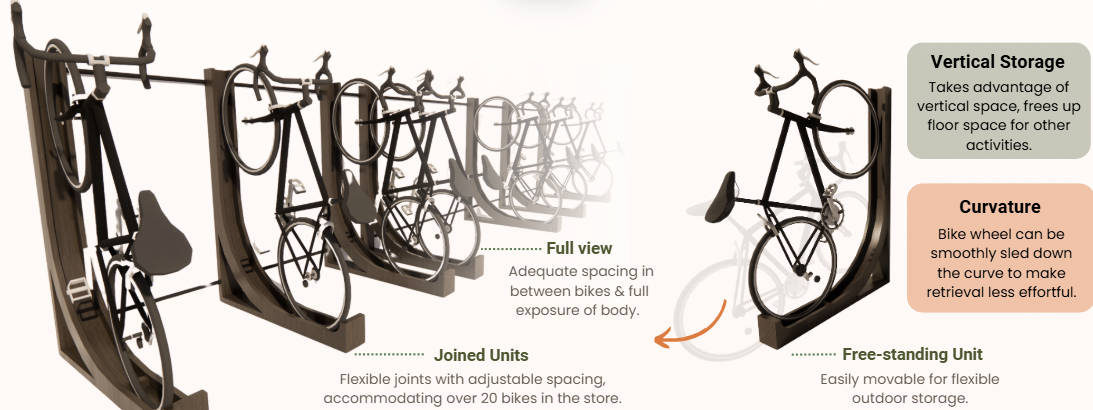 Vertical Storage
Takes advantage of
vertical space, frees up
floor space for other
activities.
Curvature
Bike wheel can be
smoothly sled down
the curve to make
retrieval less effortful.
Full view
Adequate spacing in
between bikes & full
exposure of body.
Joined Units
Flexible joints with adjustable spacing,
accommodating over 20 bikes in the store.
Free-standing Unit
Easily movable for flexible
outdoor storage.